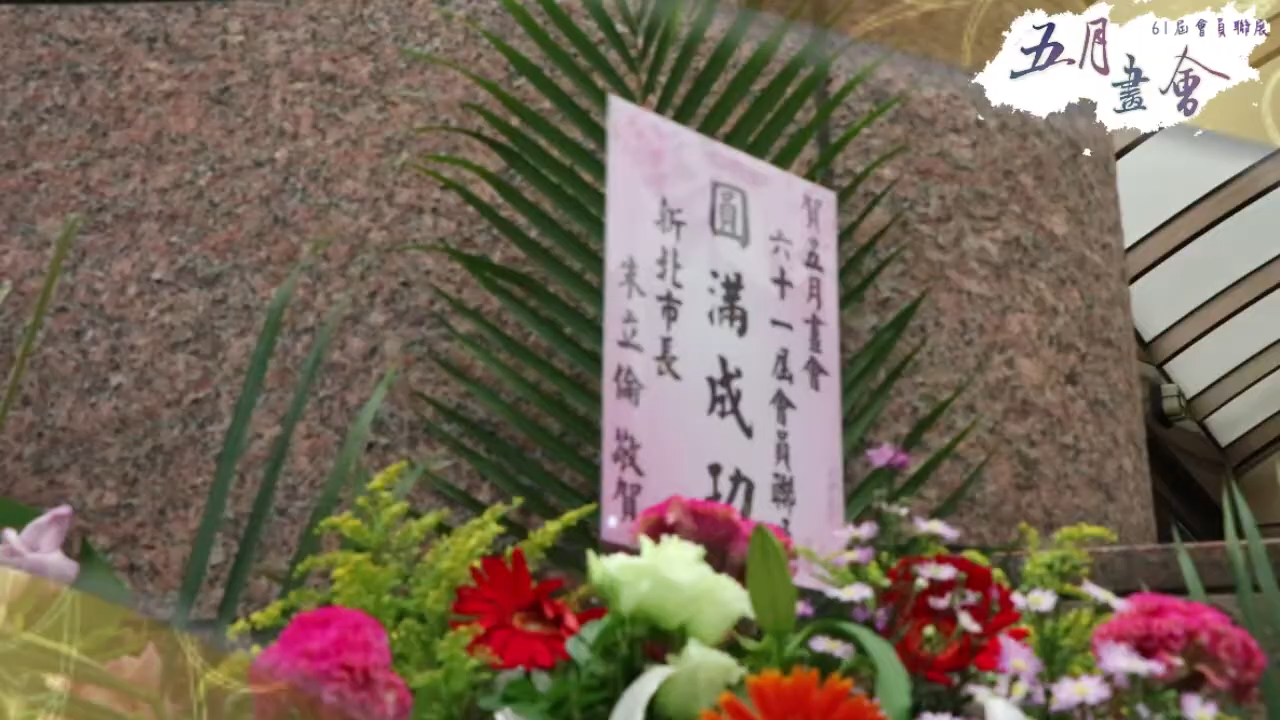 61屆會員聯展
五月
畫會
賀五月畫會
六十一屆會員聯
圓滿成功
新北市長
朱立倫 敬賀